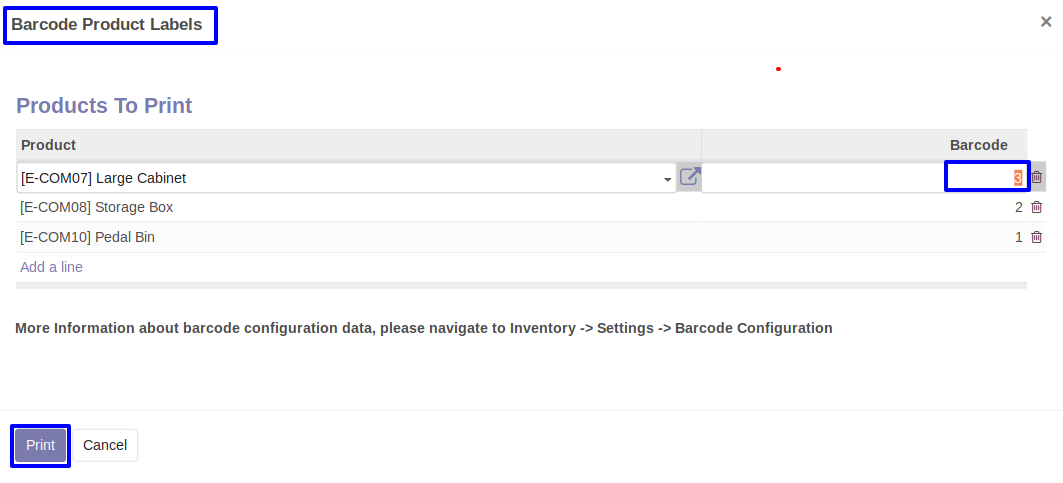 Barcode Product Labels ×
Products To Print
Product Barcode
[E-COM07] Large Cabinet 3
[E-COM08] Storage Box 2
[E-COM10] Pedal Bin 1
Add a line
More Information about barcode configuration data, please navigate to Inventory -> Settings -> Barcode Configuration
Print Cancel